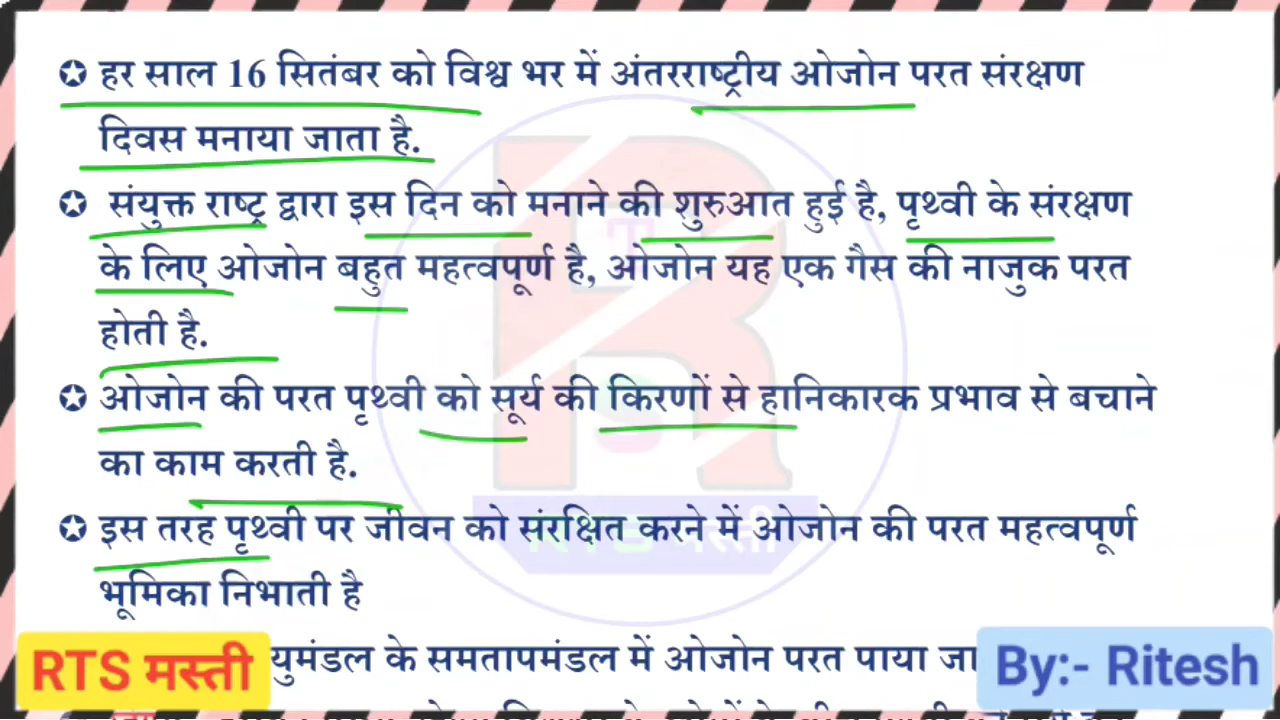 ✪ हर साल 16 सितंबर को विश्व भर में अंतरराष्ट्रीय ओजोन परत संरक्षण
दिवस मनाया जाता है.
✪ संयुक्त राष्ट्र द्वारा इस दिन को मनाने की शुरुआत हुई है, पृथ्वी के संरक्षण
के लिए ओजोन बहुत महत्वपूर्ण है, ओजोन यह एक गैस की नाजुक परत
होती है.
✪ ओजोन की परत पृथ्वी को सूर्य की किरणों से हानिकारक प्रभाव से बचाने
का काम करती है.
✪ इस तरह पृथ्वी पर जीवन को संरक्षित करने में ओजोन की परत महत्वपूर्ण
भूमिका निभाती है
युमंडल के समतापमंडल में ओजोन परत पाया जा
RTS मस्ती
By:- Ritesh
RTS मस्ती